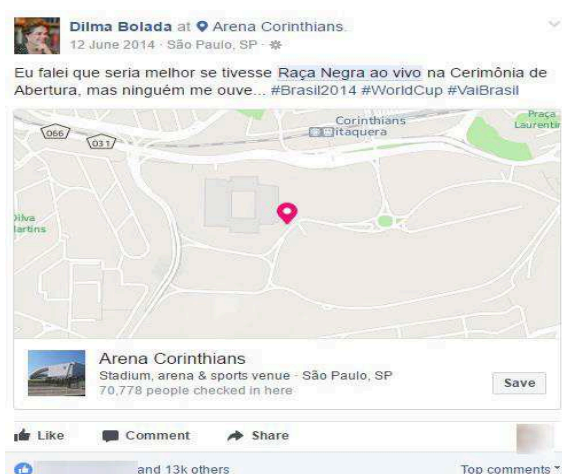 Dilma Bolada at Arena Corinthians.
12 June 2014 · São Paulo, SP ·
Eu falei que seria melhor se tivesse Raça Negra ao vivo na Cerimônia de
Abertura, mas ninguém me ouve... #Brasil2014 #WorldCup #VaiBrasil
066
031
Corinthians
itaquera
Praça
Laurentin
Dilva
Martins
Arena Corinthians
Stadium, arena & sports venue · São Paulo, SP
70,778 people checked in here
Save
Like Comment Share
and 13k others
Top comments